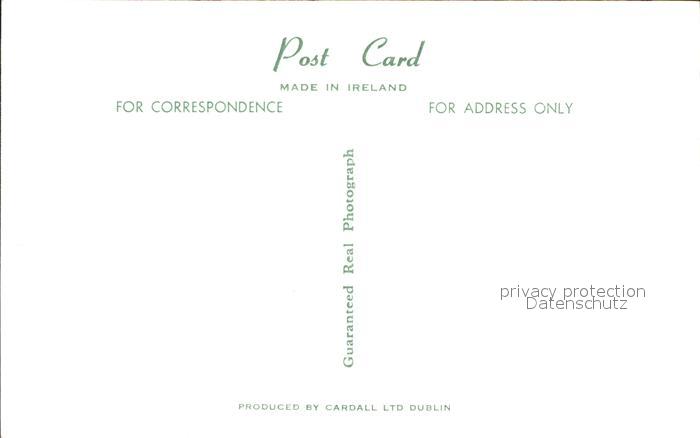 Post Card
MADE IN IRELAND
FOR CORRESPONDENCE
FOR ADDRESS ONLY
Guaranteed Real Photograph
privacy protection
Datenschutz
PRODUCED BY CARDALL LTD DUBLIN